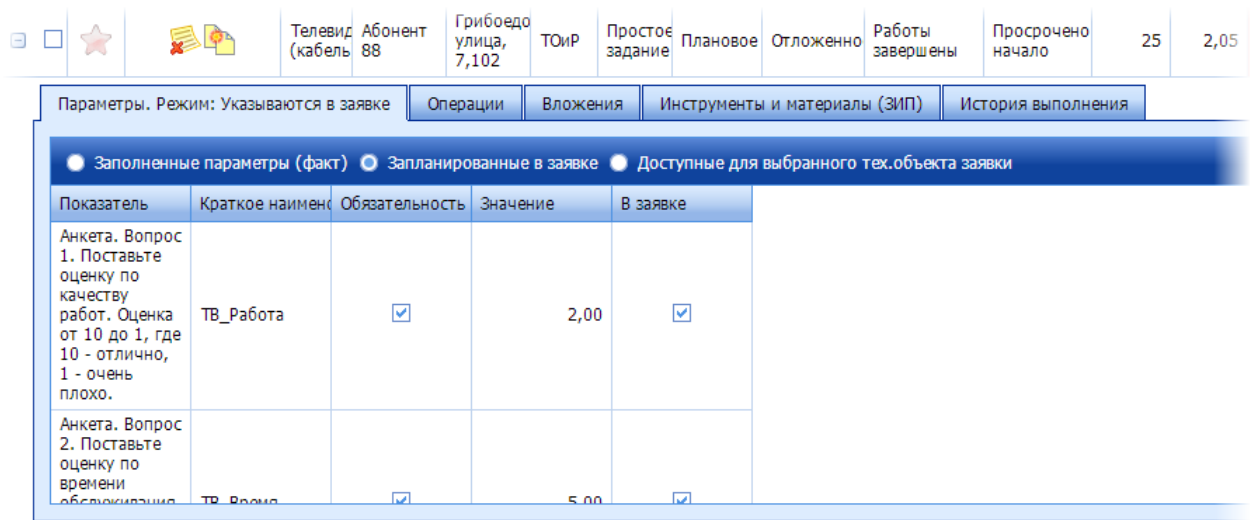 Телевид Абонент Грибоедо ТОиР Простое Плановое Отложенно Работы Просрочено 25 2,05
(кабель 88 улица, задание завершены начало
7,102
Параметры. Режим: Указываются в заявке Операции Вложения Инструменты и материалы (ЗИП) История выполнения
Заполненные параметры (факт) Запланированные в заявке Доступные для выбранного тех.объекта заявки
Показатель Краткое наимено Обязательность Значение В заявке
Анкета. Вопрос
1. Поставьте
оценку по
качеству
работ. Оценка ТВ_Работа 2,00
от 10 до 1, где
10 - отлично,
1 - очень
плохо.
Анкета. Вопрос
2. Поставьте
оценку по
времени
обслуживания ТВ_Время 5,00